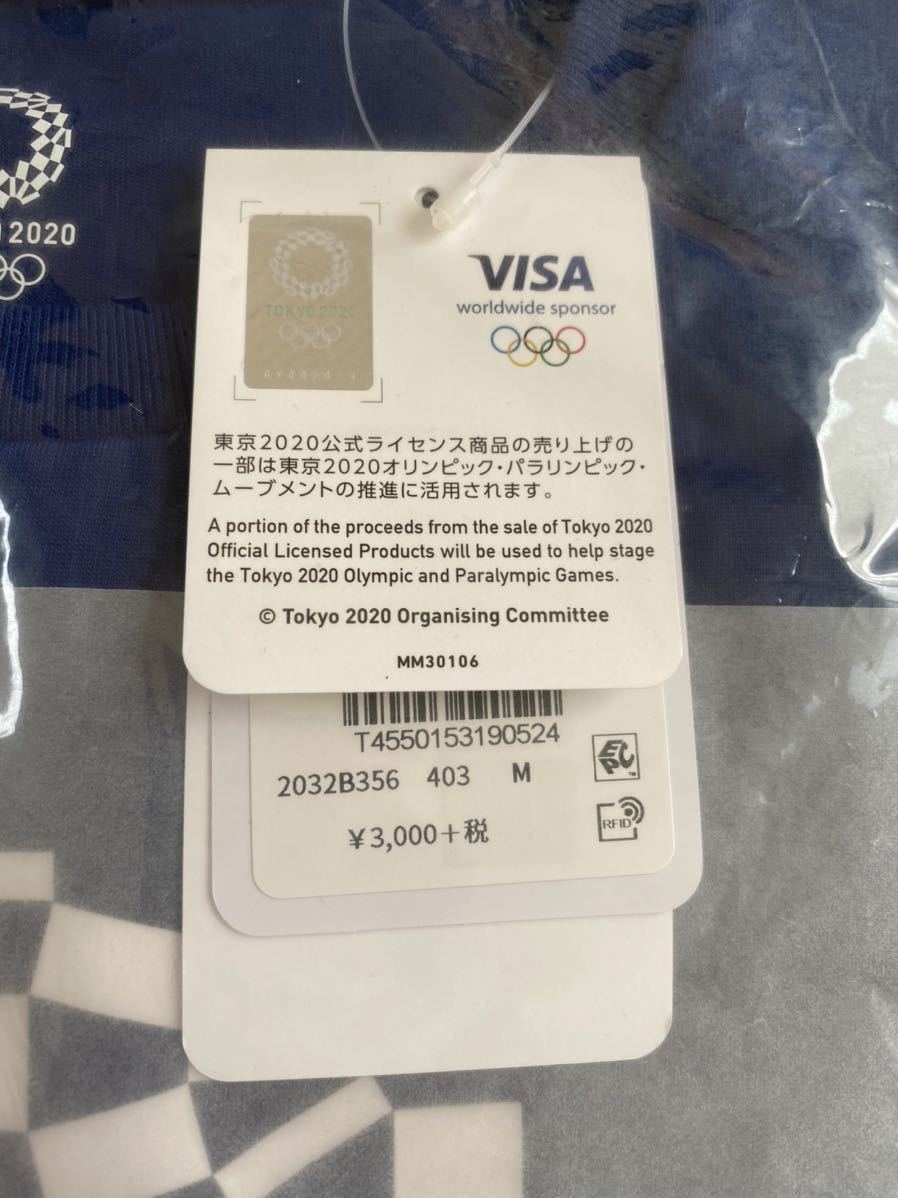 2020
TOKYO 2020
VISA
worldwide sponsor
東京2020公式ライセンス商品の売り上げの
一部は東京2020オリンピック・パラリンピック・
ムーブメントの推進に活用されます。
A portion of the proceeds from the sale of Tokyo 2020
Official Licensed Products will be used to help stage
the Tokyo 2020 Olympic and Paralympic Games.
© Tokyo 2020 Organising Committee
MM30106
T4550153190524
2032B356 403 M
¥3,000+税
EPC
TM
RFID